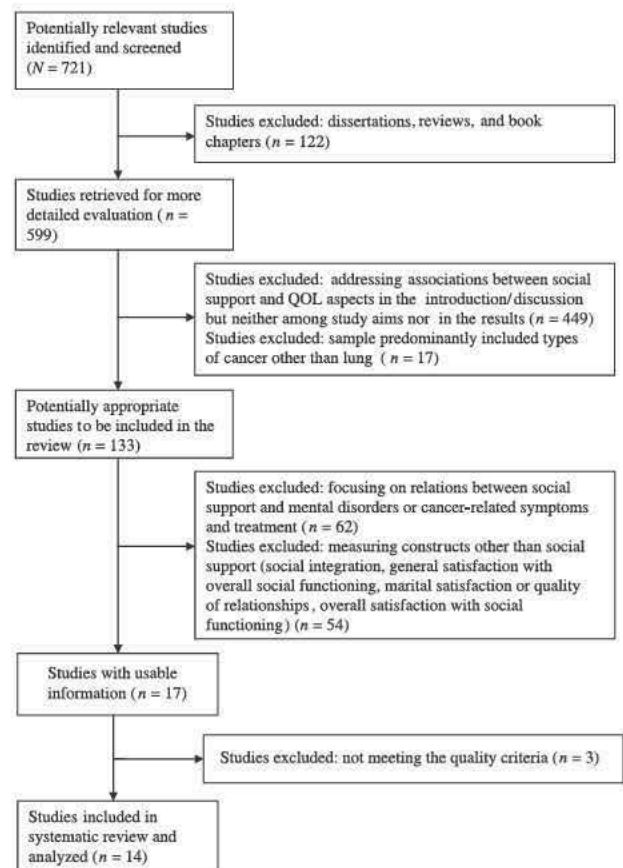 Potentially relevant studies
identified and screened
(N = 721)
Studies excluded: dissertations, reviews, and book
chapters (n = 122)
Studies retrieved for more
detailed evaluation ( n =
599)
Studies excluded: addressing associations between social
support and QOL aspects in the introduction/discussion
but neither among study aims nor in the results (n = 449)
Studies excluded: sample predominantly included types
of cancer other than lung ( n = 17)
Potentially appropriate
studies to be included in the
review (n = 133)
Studies excluded: focusing on relations between social
support and mental disorders or cancer-related symptoms
and treatment (n = 62)
Studies excluded: measuring constructs other than social
support (social integration, general satisfaction with
overall social functioning, marital satisfaction or quality
of relationships, overall satisfaction with social
functioning) (n = 54)
Studies with usable
information (n = 17)
Studies excluded: not meeting the quality criteria (n = 3)
Studies included in
systematic review and
analyzed (n = 14)